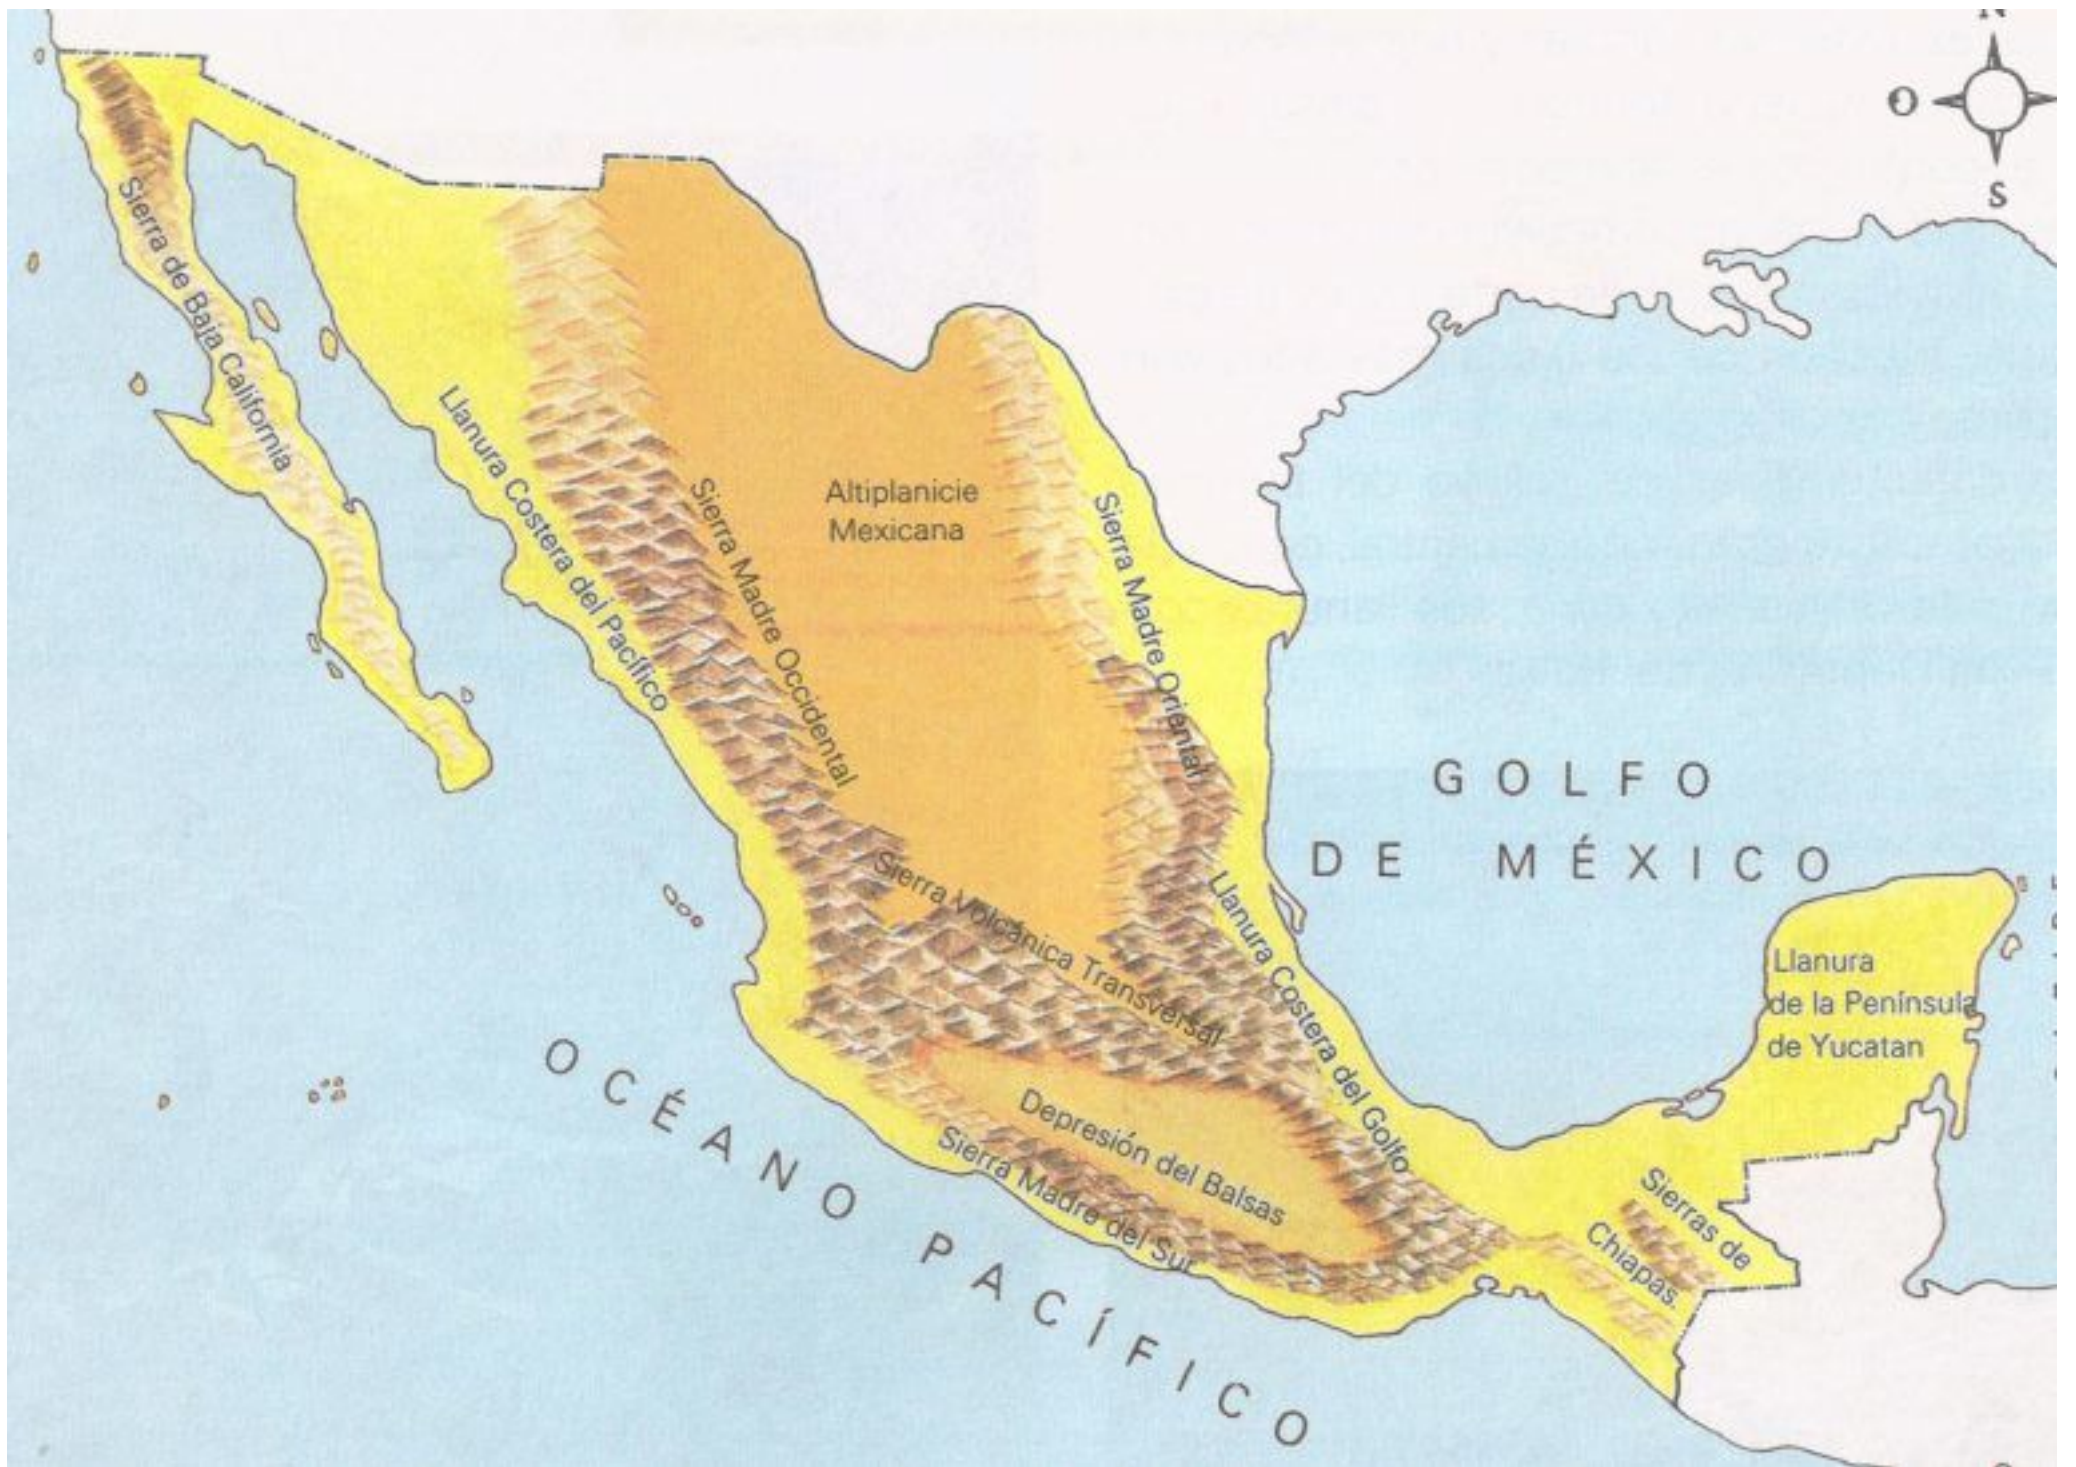 N
O
S
Sierra de Baja California
Llanura Costera del Pacífico
Sierra Madre Occidental
Altiplanicie
Mexicana
Sierra Madre Oriental
GOLFO
DE MÉXICO
Sierra Volcánica Transversal
Llanura Costera del Golfo
Llanura
de la Península
de Yucatan
Depresión del Balsas
Sierra Madre del Sur
Sierras de
Chiapas.
OCÉANO PACÍFICO